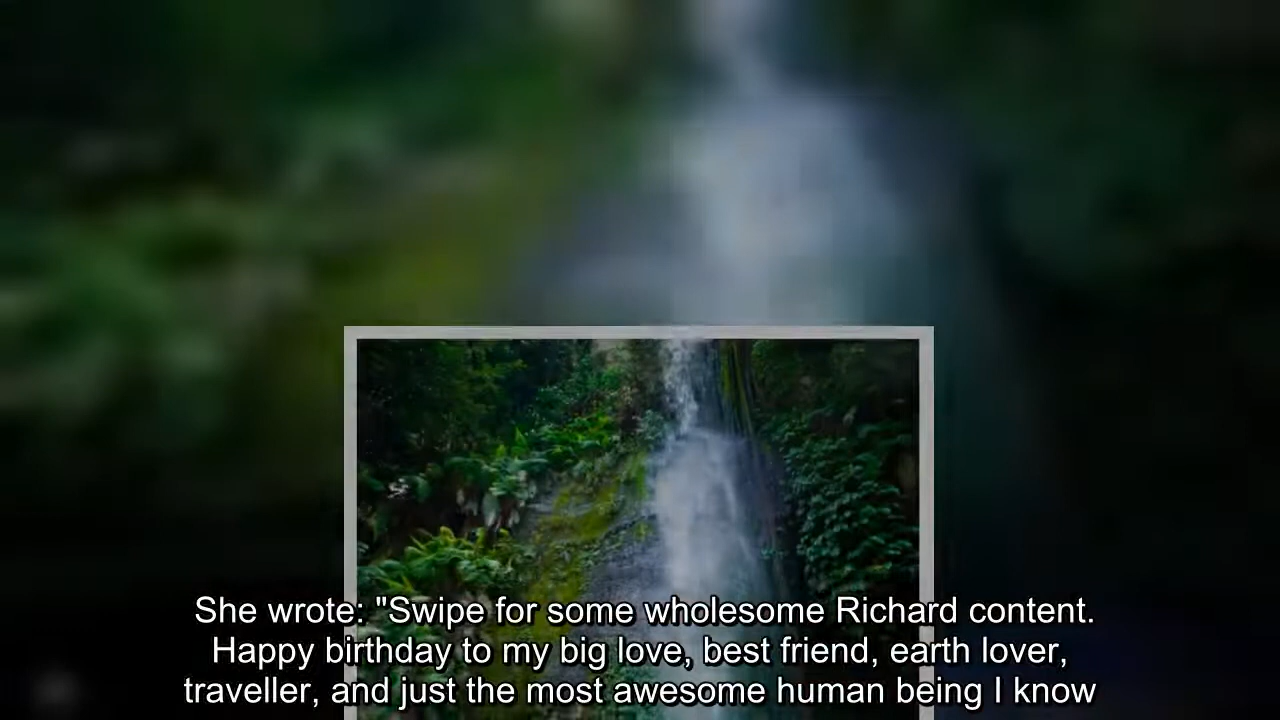 She wrote: "Swipe for some wholesome Richard content.
Happy birthday to my big love, best friend, earth lover,
traveller, and just the most awesome human being I know